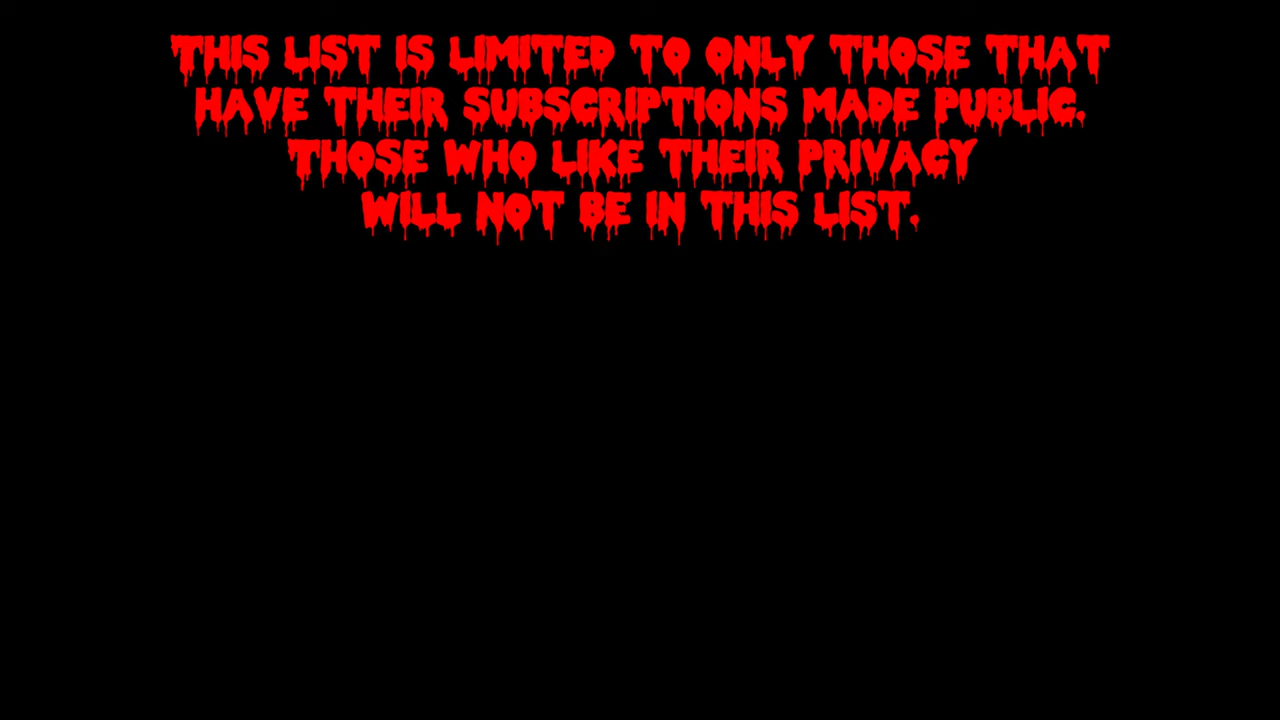 THIS LIST IS LIMITED TO ONLY THOSE THAT
HAVE THEIR SUBSCRIPTIONS MADE PUBLIC.
THOSE WHO LIKE THEIR PRIVACY
WILL NOT BE IN THIS LIST.